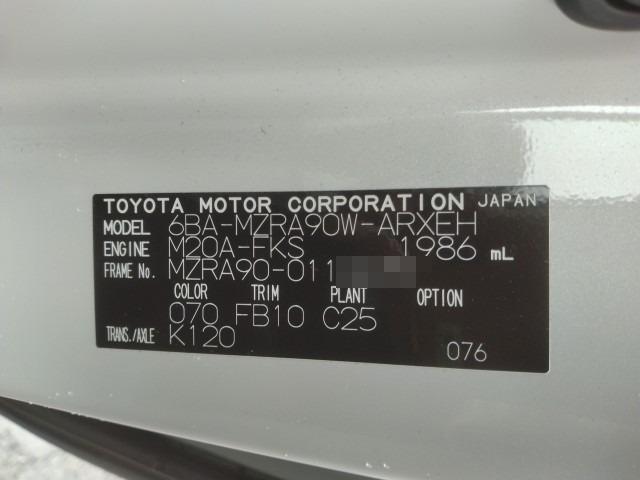 TOYOTA MOTOR CORPORATION JAPAN
MODEL 6BA-MZRA90W-ARXEH
ENGINE M20A-FKS 1986 mL
FRAME No. MZRA90-011
COLOR TRIM PLANT OPTION
070 FB10 C25
TRANS./AXLE K120
076